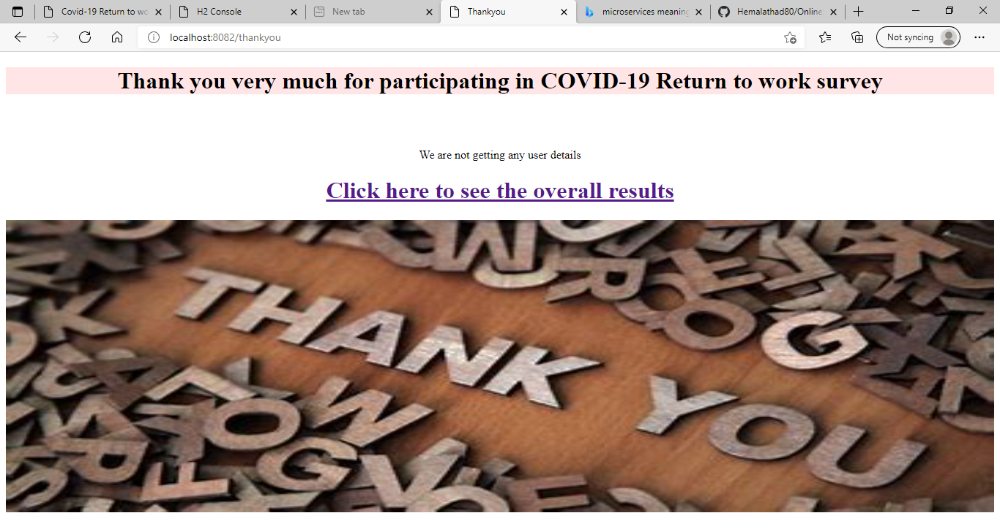 Covid-19 Return to wo
H2 Console
New tab
Thankyou
microservices meaning
Hemalathad80/Online
localhost:8082/thankyou
Not syncing
Thank you very much for participating in COVID-19 Return to work survey
We are not getting any user details
Click here to see the overall results
THANK YOU